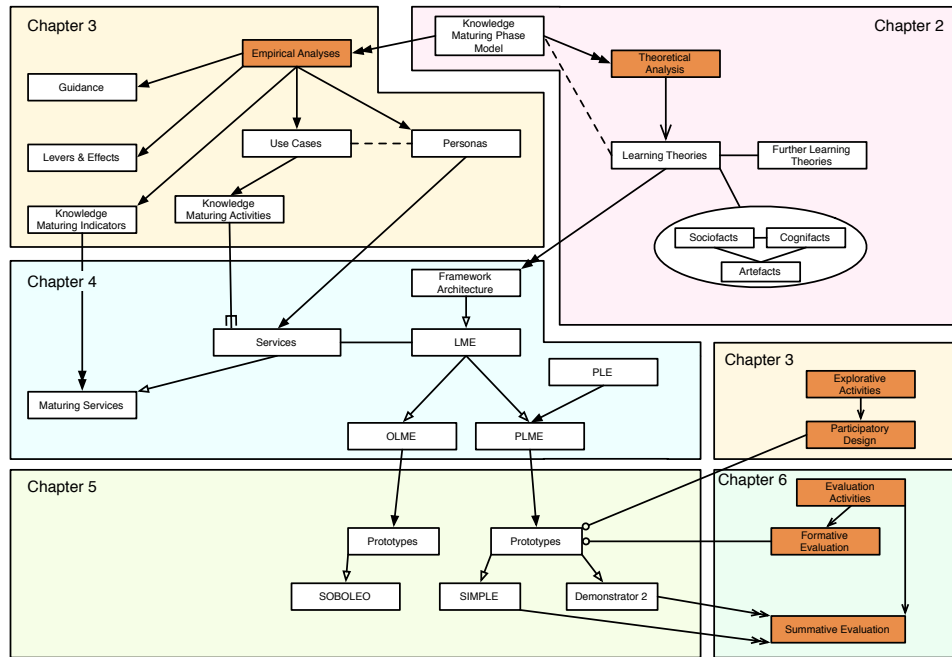 Chapter 3
Knowledge
Maturing Phase
Model
Chapter 2
Empirical Analyses
Theoretical
Analysis
Guidance
Use Cases
Personas
Levers & Effects
Learning Theories
Further Learning
Theories
Knowledge
Maturing Indicators
Knowledge
Maturing Activities
Sociofacts
Cognifacts
Artefacts
Chapter 4
Framework
Architecture
Services
LME
PLE
Maturing Services
OLME
PLME
Chapter 3
Explorative
Activities
Participatory
Design
Chapter 5
Prototypes
Prototypes
SOBOLEO
SIMPLE
Demonstrator 2
Chapter 6
Evaluation
Activities
Formative
Evaluation
Summative Evaluation